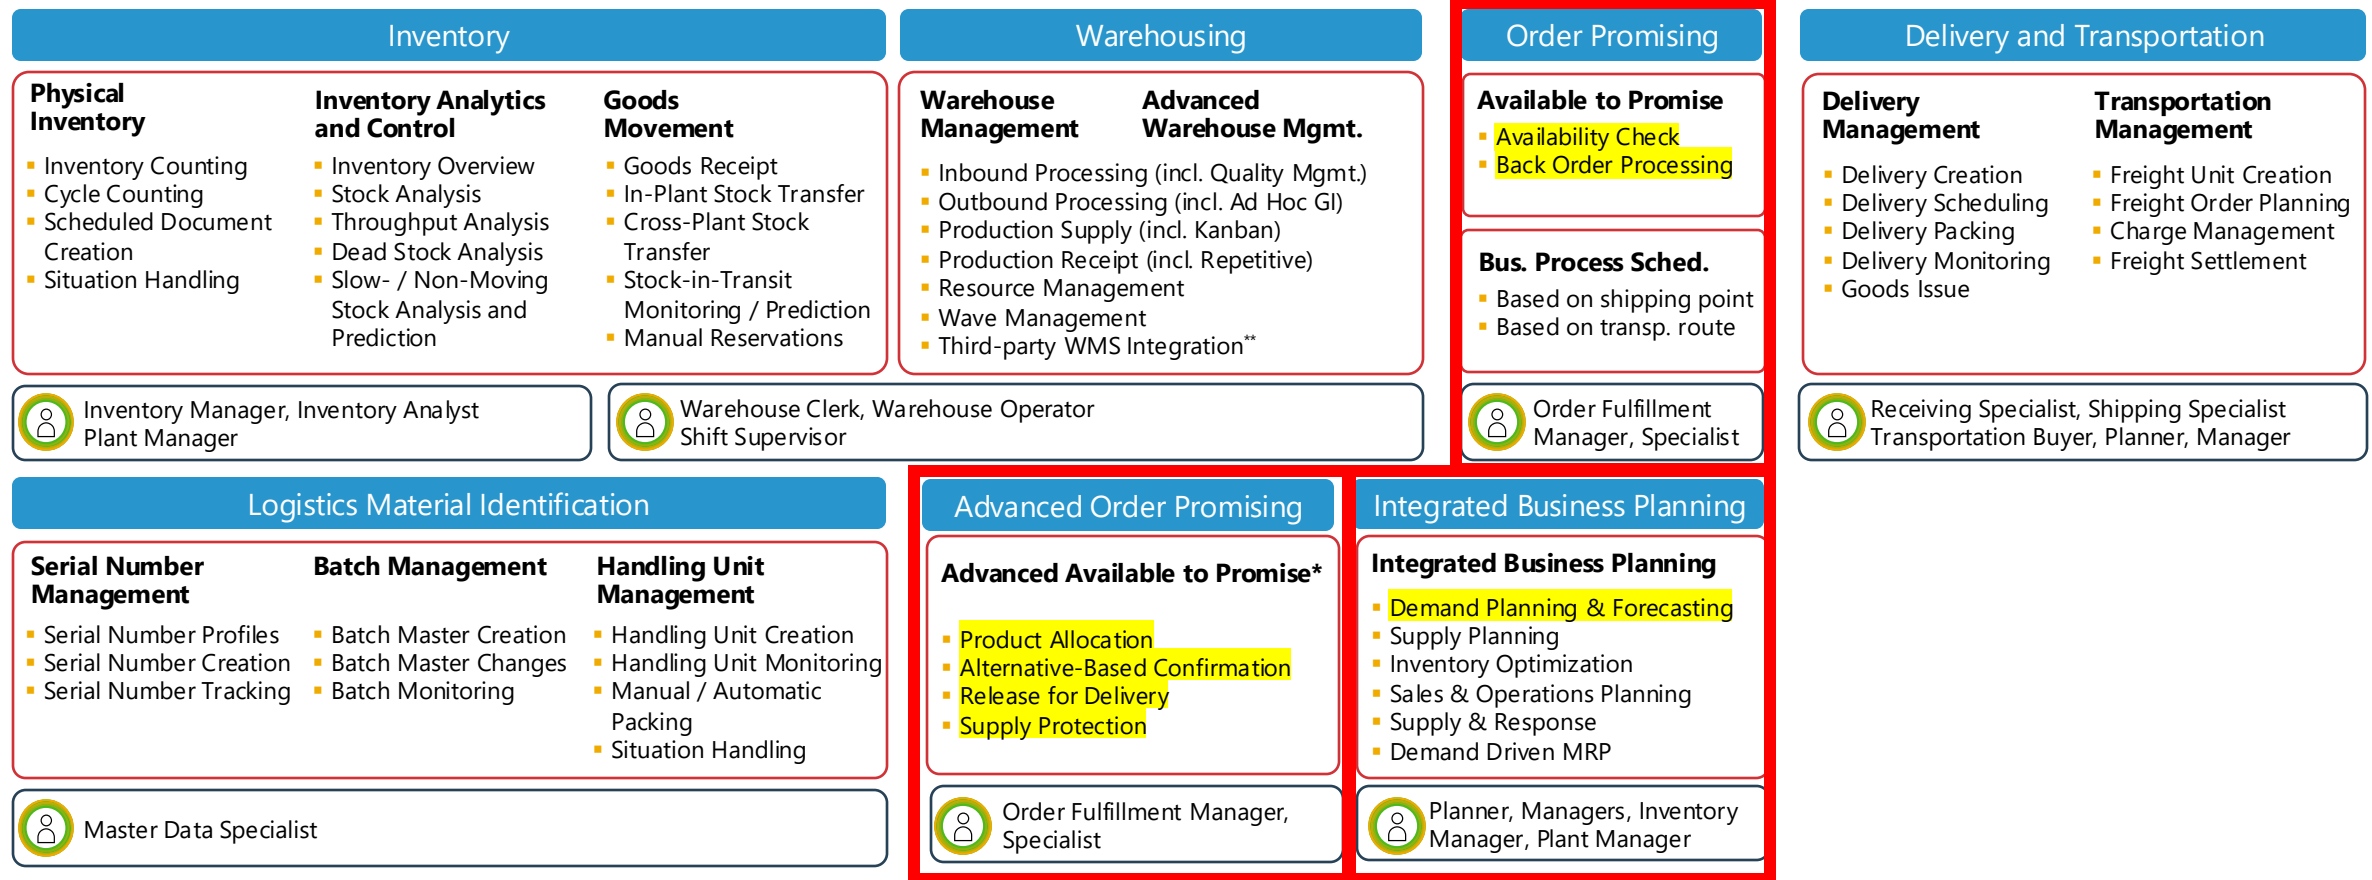 Inventory
Physical
Inventory
Inventory Counting
Cycle Counting
Scheduled Document
Creation
Situation Handling
Inventory Analytics
and Control
Inventory Overview
Stock Analysis
Throughput Analysis
Dead Stock Analysis
Slow- / Non-Moving
Stock Analysis and
Prediction
Goods
Movement
Goods Receipt
In-Plant Stock Transfer
Cross-Plant Stock
Transfer
Stock-in-Transit
Monitoring / Prediction
Manual Reservations
Inventory Manager, Inventory Analyst
Plant Manager
Warehousing
Warehouse
Management
Advanced
Warehouse Mgmt.
Inbound Processing (incl. Quality Mgmt.)
Outbound Processing (incl. Ad Hoc GI)
Production Supply (incl. Kanban)
Production Receipt (incl. Repetitive)
Resource Management
Wave Management
Third-party WMS Integration**
Warehouse Clerk, Warehouse Operator
Shift Supervisor
Order Promising
Available to Promise
Availability Check
Back Order Processing
Bus. Process Sched.
Based on shipping point
Based on transp. route
Order Fulfillment
Manager, Specialist
Delivery and Transportation
Delivery
Management
Delivery Creation
Delivery Scheduling
Delivery Packing
Delivery Monitoring
Goods Issue
Transportation
Management
Freight Unit Creation
Freight Order Planning
Charge Management
Freight Settlement
Receiving Specialist, Shipping Specialist
Transportation Buyer, Planner, Manager
Logistics Material Identification
Serial Number
Management
Serial Number Profiles
Serial Number Creation
Serial Number Tracking
Batch Management
Batch Master Creation
Batch Master Changes
Batch Monitoring
Handling Unit
Management
Handling Unit Creation
Handling Unit Monitoring
Manual / Automatic
Packing
Situation Handling
Master Data Specialist
Advanced Order Promising
Advanced Available to Promise*
Product Allocation
Alternative-Based Confirmation
Release for Delivery
Supply Protection
Order Fulfillment Manager,
Specialist
Integrated Business Planning
Integrated Business Planning
Demand Planning & Forecasting
Supply Planning
Inventory Optimization
Sales & Operations Planning
Supply & Response
Demand Driven MRP
Planner, Managers, Inventory
Manager, Plant Manager